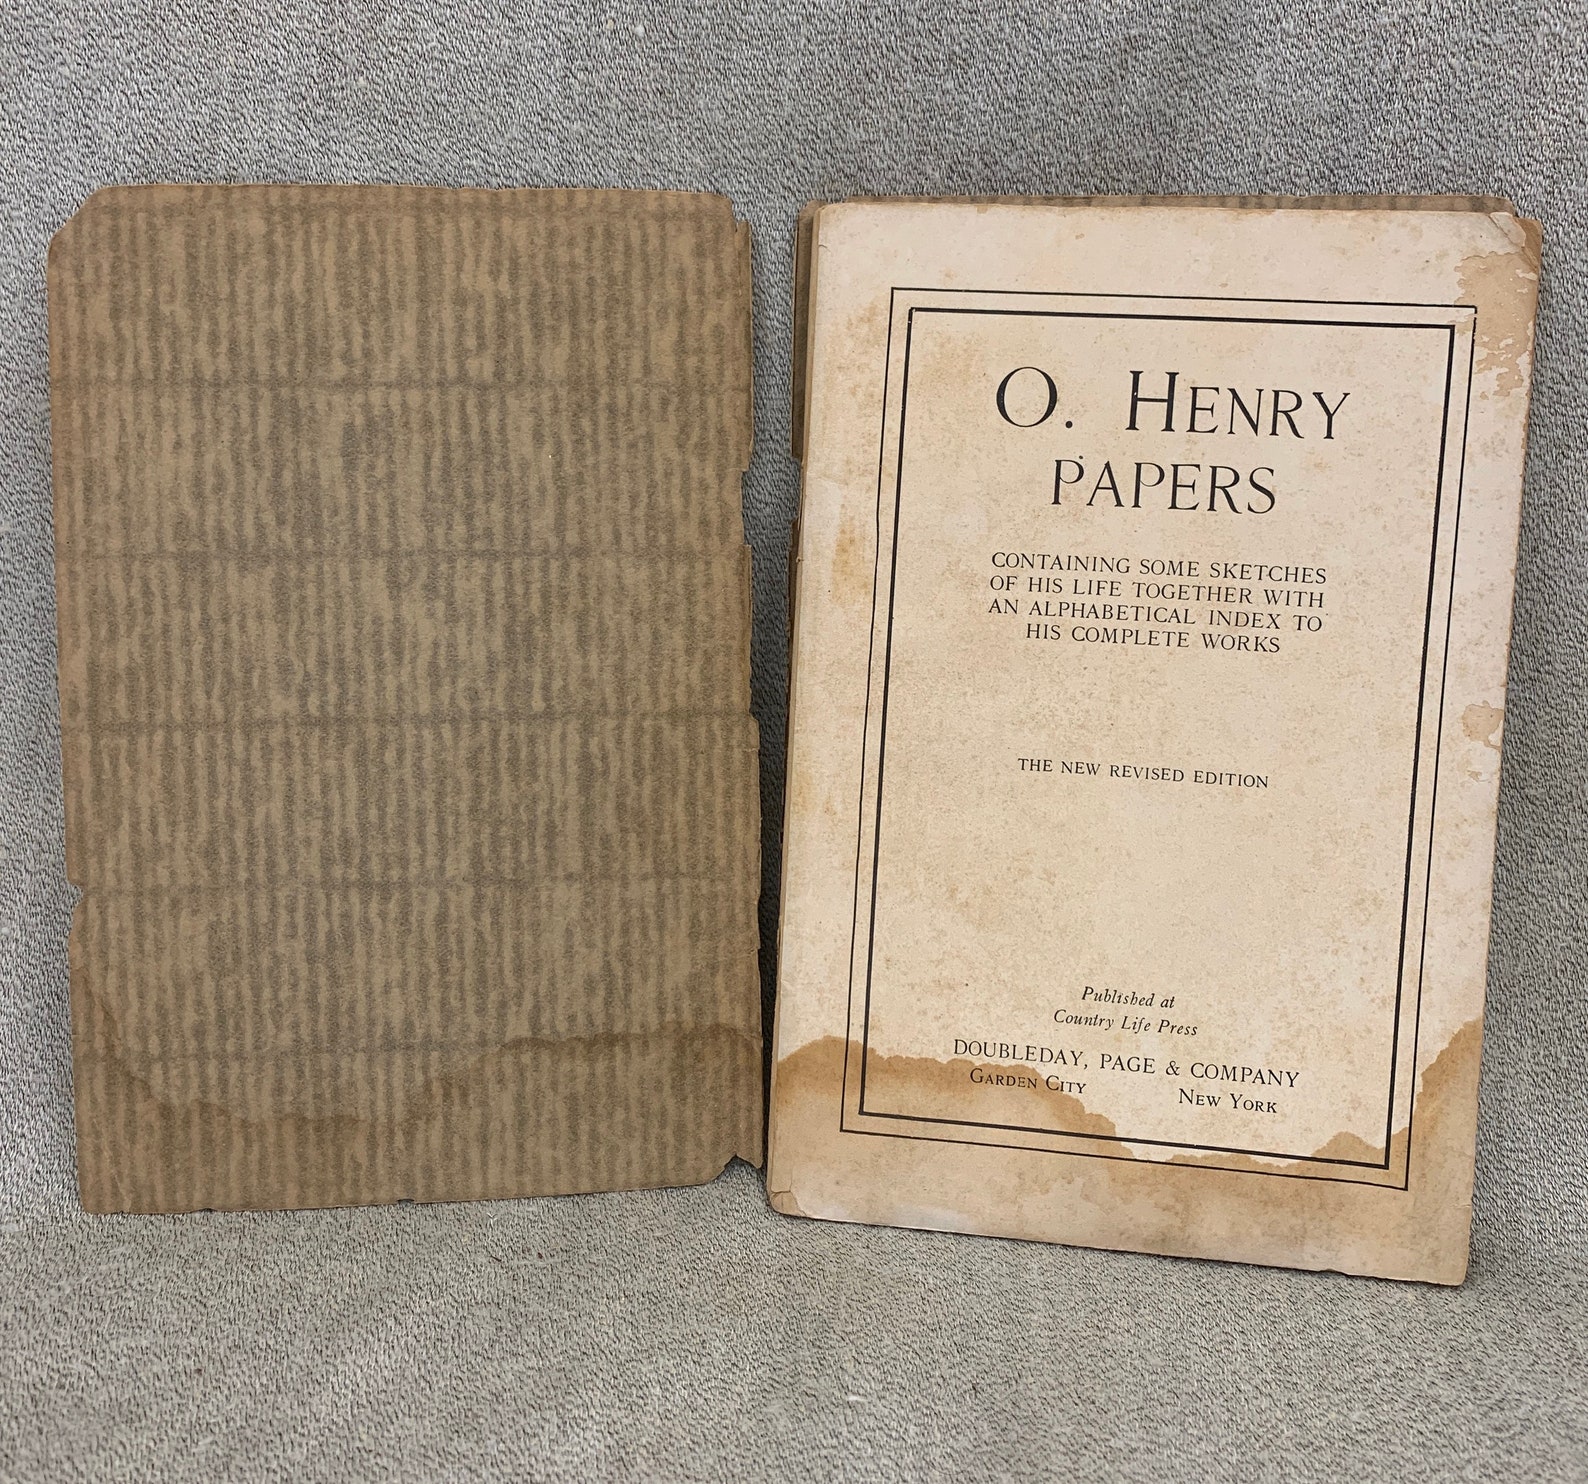 O. HENRY
PAPERS
CONTAINING SOME SKETCHES
OF HIS LIFE TOGETHER WITH
AN ALPHABETICAL INDEX TO
HIS COMPLETE WORKS
THE NEW REVISED EDITION
Published at
Country Life Press
DOUBLEDAY, PAGE & COMPANY
GARDEN CITY NEW YORK